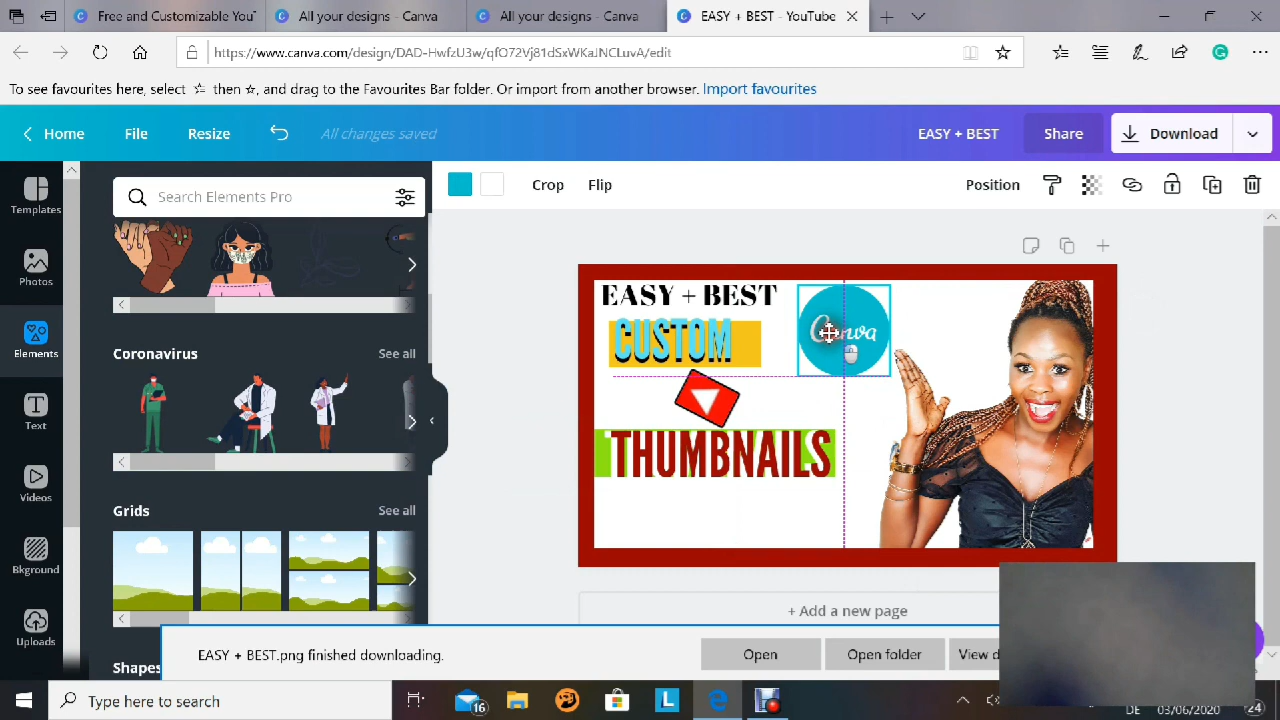 Free and Customizable YouT
All your designs - Canva
All your designs - Canva
EASY + BEST - YouTube
https://www.canva.com/design/DAD-HwfzU3w/qfO72Vj81dSxWKaJNCLuvA/edit
To see favourites here, select ☆ then ☆, and drag to the Favourites Bar folder. Or import from another browser. Import favourites
Home
File
Resize
All changes saved
EASY + BEST
Share
Download
Crop
Flip
Position
Templates
Photos
Elements
Text
Videos
Bkground
Uploads
Search Elements Pro
Coronavirus
See all
Grids
See all
Shapes
EASY + BEST
CUSTOM
THUMBNAILS
Canva
+ Add a new page
EASY + BEST.png finished downloading.
Open
Open folder
View d
Type here to search
16
L
DE
03/06/2020
24